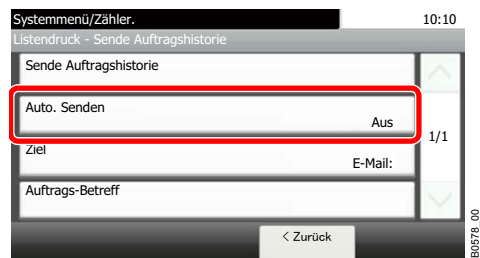 Systemmenü/Zähler. 10:10
Listendruck - Sende Auftragshistorie
Sende Auftragshistorie
Auto. Senden
Aus
1/1
Ziel
E-Mail:
Auftrags-Betreff
< Zurück
B0578_00